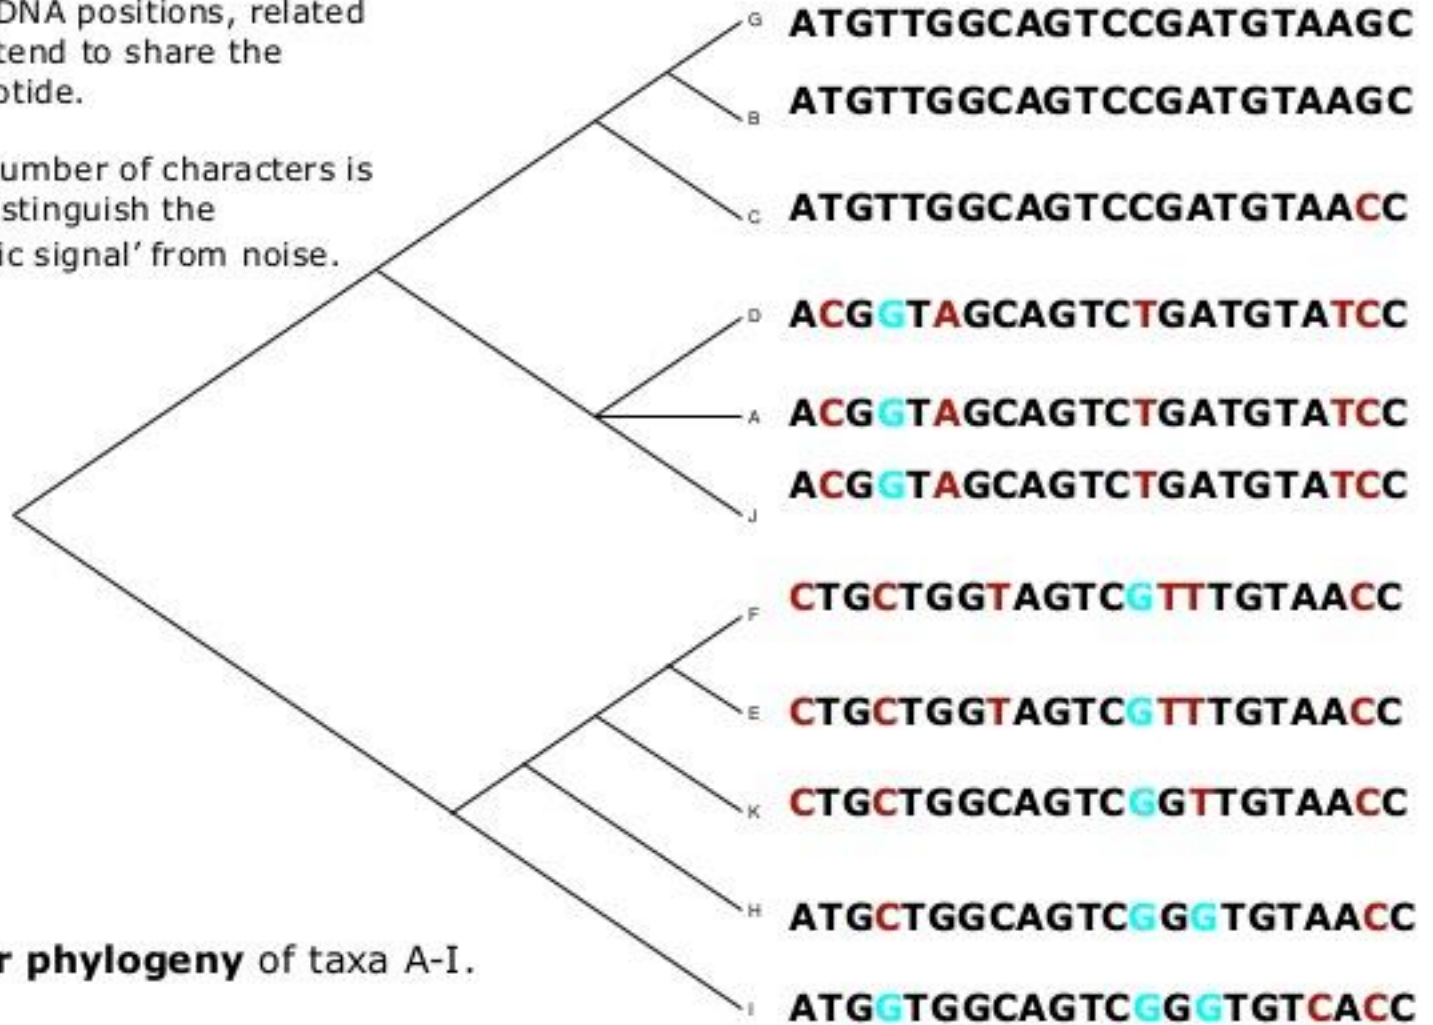 DNA positions, related
tend to share the
otide.
umber of characters is
stinguish the
ic signal’ from noise.
G ATGTTGGCAGTCCGATGTAAGC
B ATGTTGGCAGTCCGATGTAAGC
C ATGTTGGCAGTCCGATGTAACC
D ACGGTAGCAGTCTGATGTATCC
A ACGGTAGCAGTCTGATGTATCC
J ACGGTAGCAGTCTGATGTATCC
F CTGCTGGTAGTCGTTTGTAACC
E CTGCTGGTAGTCGTTTGTAACC
K CTGCTGGCAGTCGGTTGTAACC
H ATGCTGGCAGTCGGGTGTAACC
I ATGGTGGCAGTCGGGTGTCACC
r phylogeny of taxa A-I.